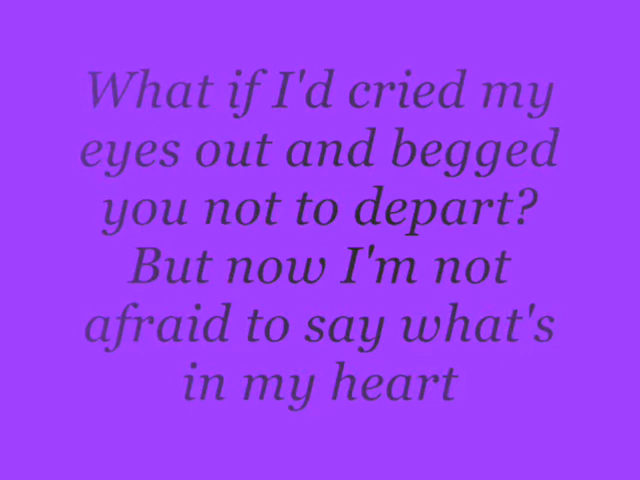 What if I'd cried my
eyes out and begged
you not to depart?
But now I'm not
afraid to say what's
in my heart